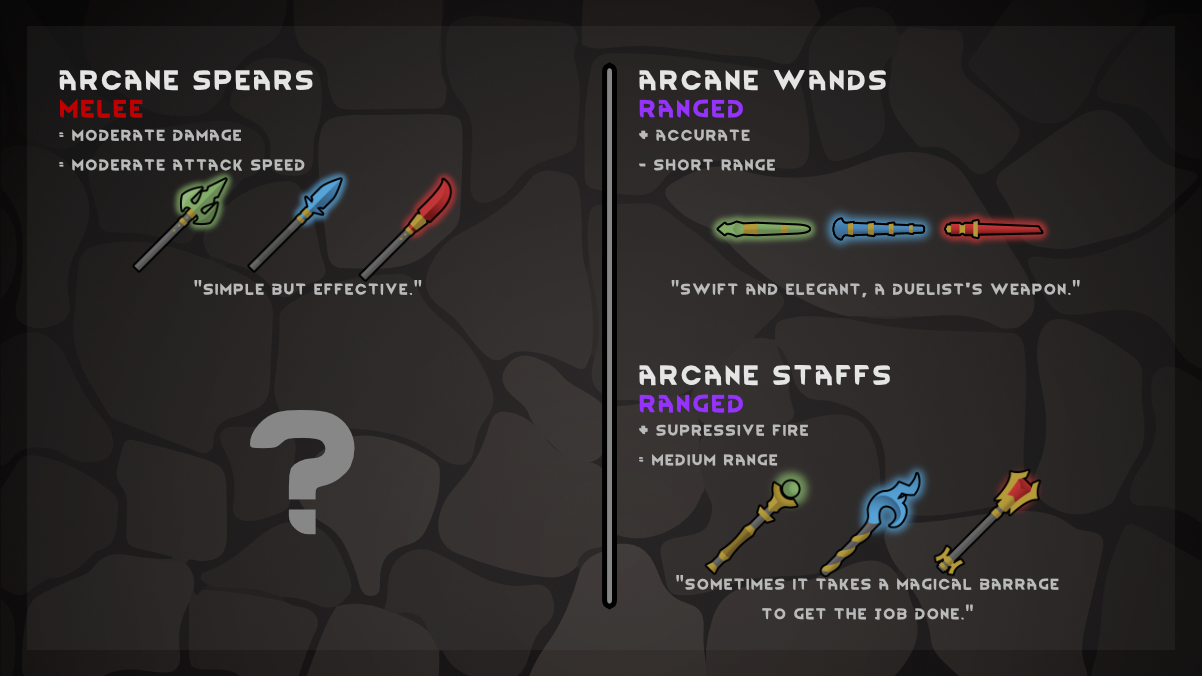 ARCANE SPEARS
MELEE
= MODERATE DAMAGE
= MODERATE ATTACK SPEED
"SIMPLE BUT EFFECTIVE."
?
ARCANE WANDS
RANGED
+ ACCURATE
- SHORT RANGE
"SWIFT AND ELEGANT, A DUELIST'S WEAPON."
ARCANE STAFFS
RANGED
+ SUPRESSIVE FIRE
= MEDIUM RANGE
"SOMETIMES IT TAKES A MAGICAL BARRAGE
TO GET THE JOB DONE."